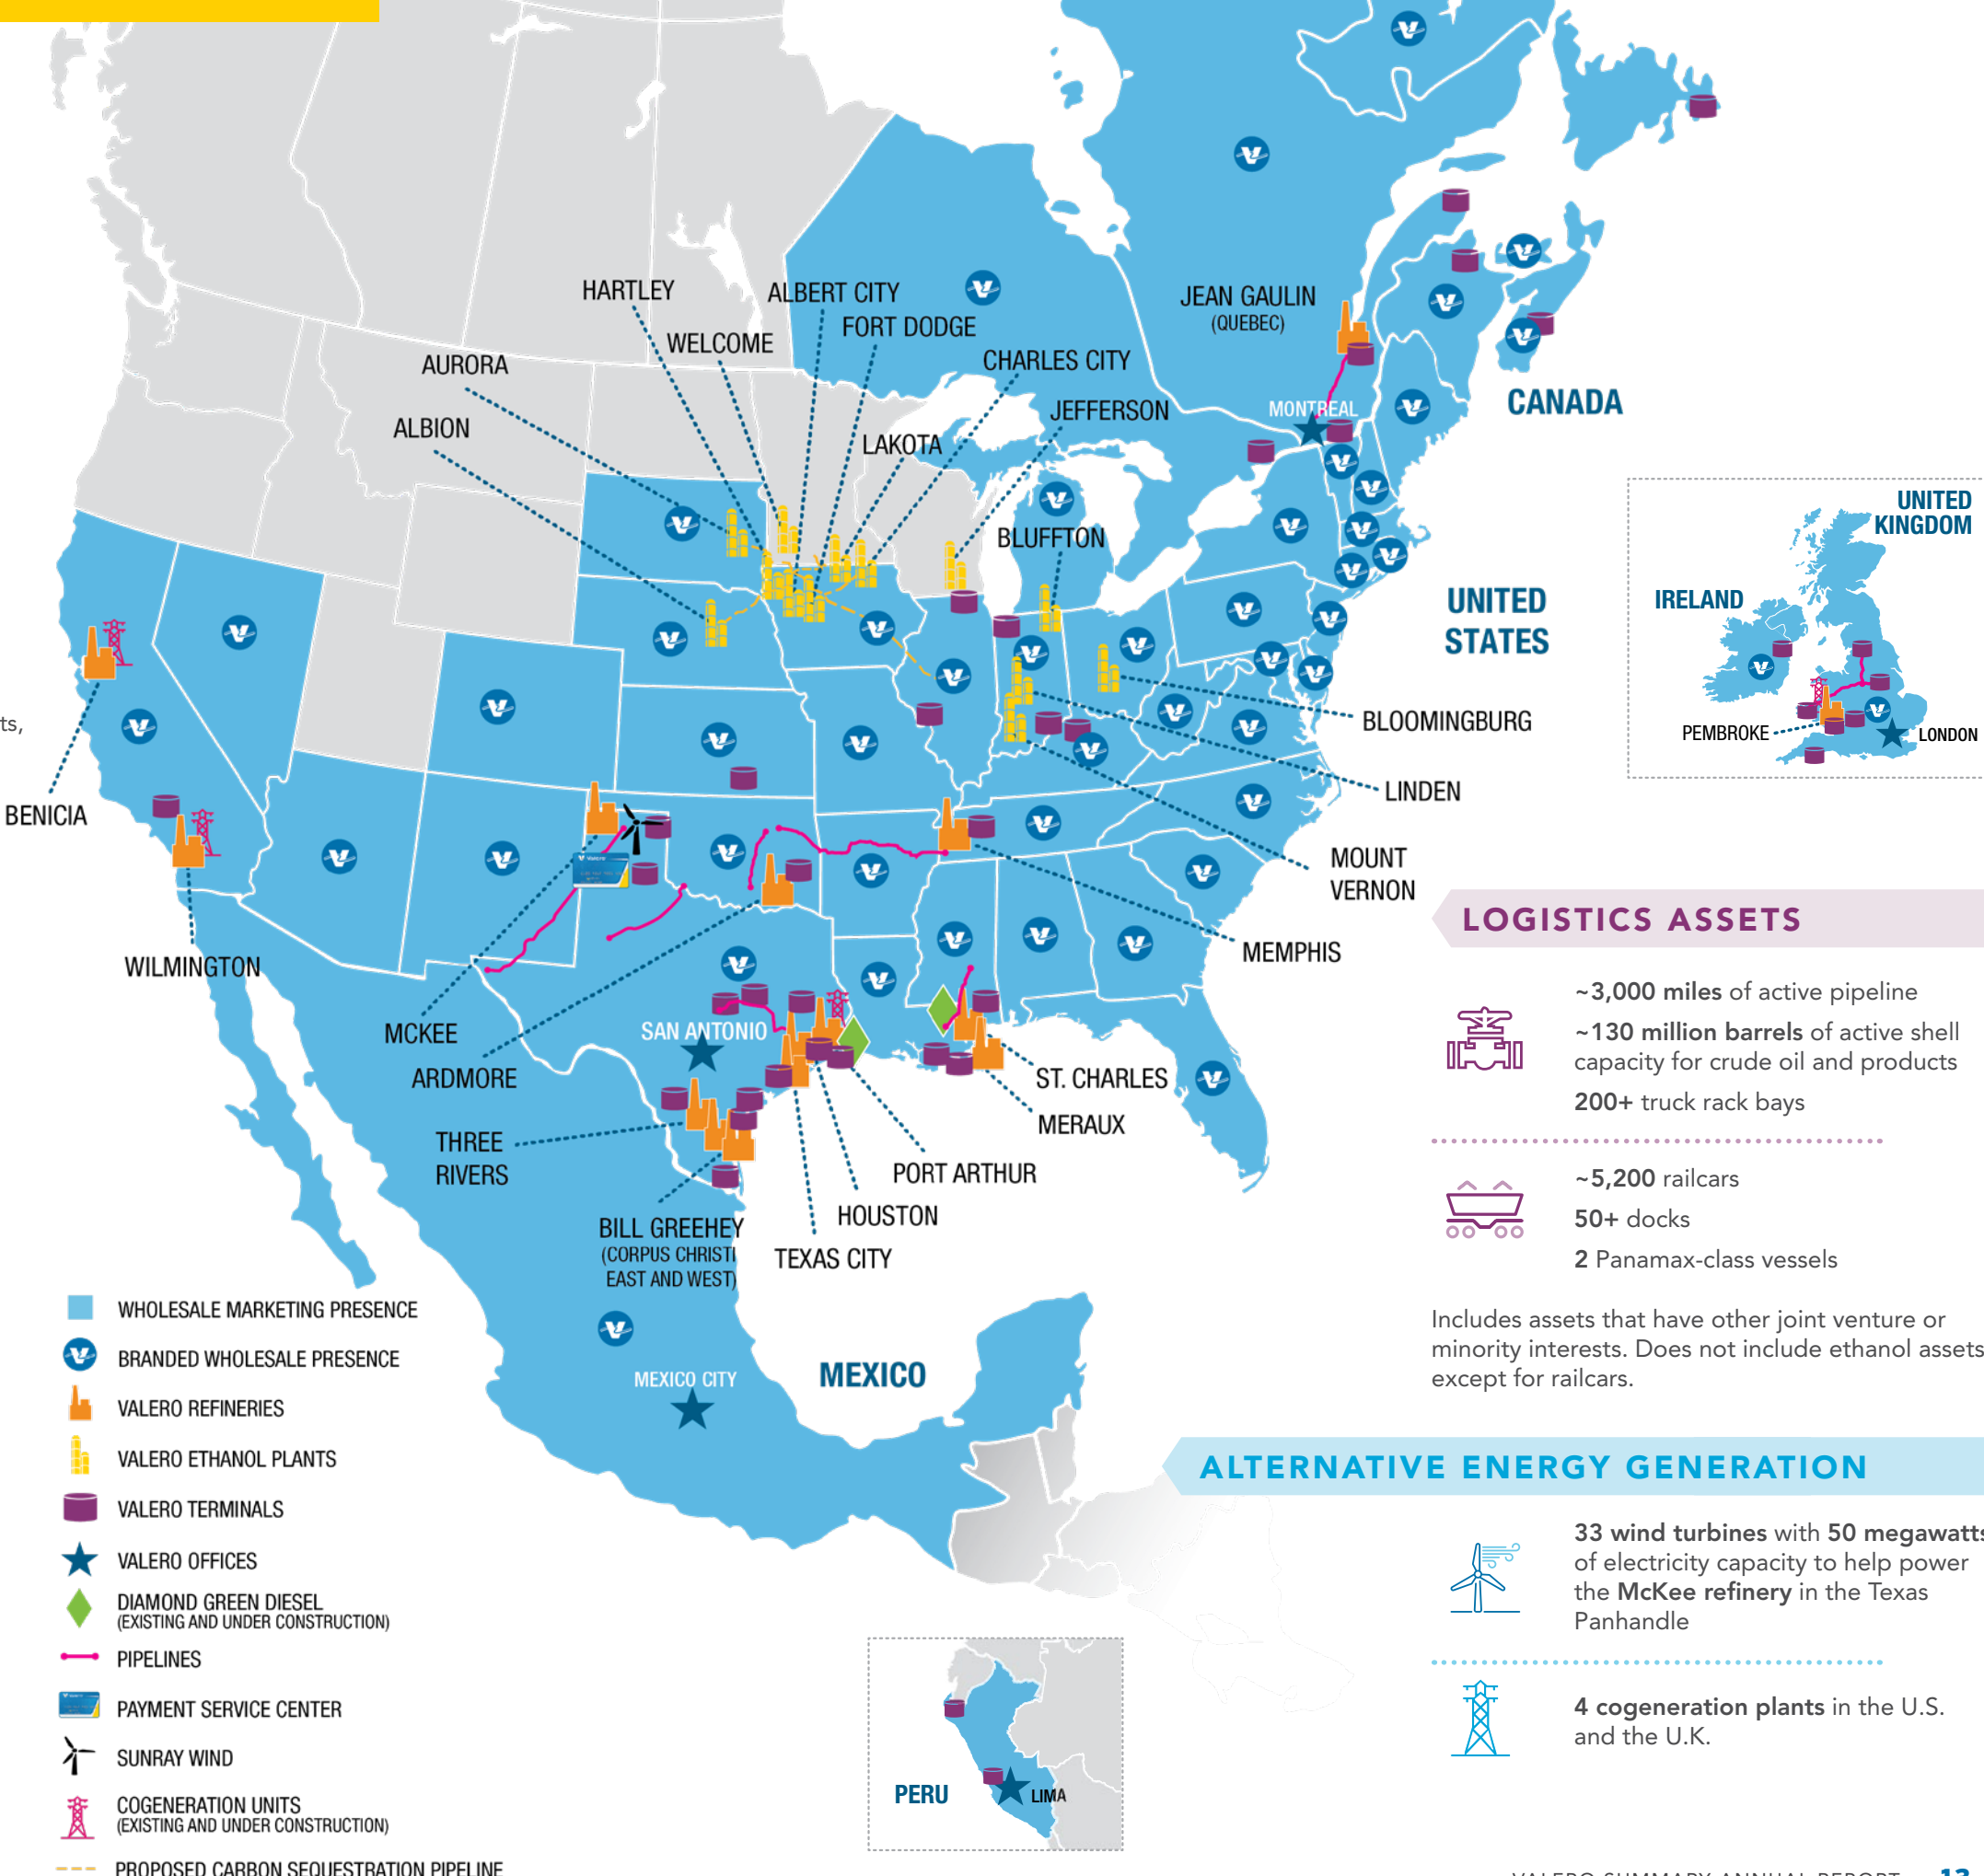 HARTLEY
ALBERT CITY
FORT DODGE
WELCOME
AURORA
CHARLES CITY
ALBION
JEFFERSON
LAKOTA
BLUFFTON
JEAN GAULIN
(QUEBEC)
MONTREAL
CANADA
UNITED
STATES
UNITED
KINGDOM
IRELAND
PEMBROKE
LONDON
BLOOMINGBURG
LINDEN
MOUNT
VERNON
MEMPHIS
ts,
BENICIA
WILMINGTON
MCKEE
ARDMORE
SAN ANTONIO
THREE
RIVERS
BILL GREEHEY
(CORPUS CHRISTI
EAST AND WEST)
TEXAS CITY
HOUSTON
PORT ARTHUR
ST. CHARLES
MERAUX
MEXICO CITY
MEXICO
LOGISTICS ASSETS
~3,000 miles of active pipeline
~130 million barrels of active shell
capacity for crude oil and products
200+ truck rack bays
~5,200 railcars
50+ docks
2 Panamax-class vessels
Includes assets that have other joint venture or
minority interests. Does not include ethanol assets
except for railcars.
ALTERNATIVE ENERGY GENERATION
33 wind turbines with 50 megawatts
of electricity capacity to help power
the McKee refinery in the Texas
Panhandle
4 cogeneration plants in the U.S.
and the U.K.
WHOLESALE MARKETING PRESENCE
BRANDED WHOLESALE PRESENCE
VALERO REFINERIES
VALERO ETHANOL PLANTS
VALERO TERMINALS
VALERO OFFICES
DIAMOND GREEN DIESEL
(EXISTING AND UNDER CONSTRUCTION)
PIPELINES
PAYMENT SERVICE CENTER
SUNRAY WIND
COGENERATION UNITS
(EXISTING AND UNDER CONSTRUCTION)
PROPOSED CARBON SEQUESTRATION PIPELINE
PERU
LIMA
VALERO SUMMARY ANNUAL REPORT 13